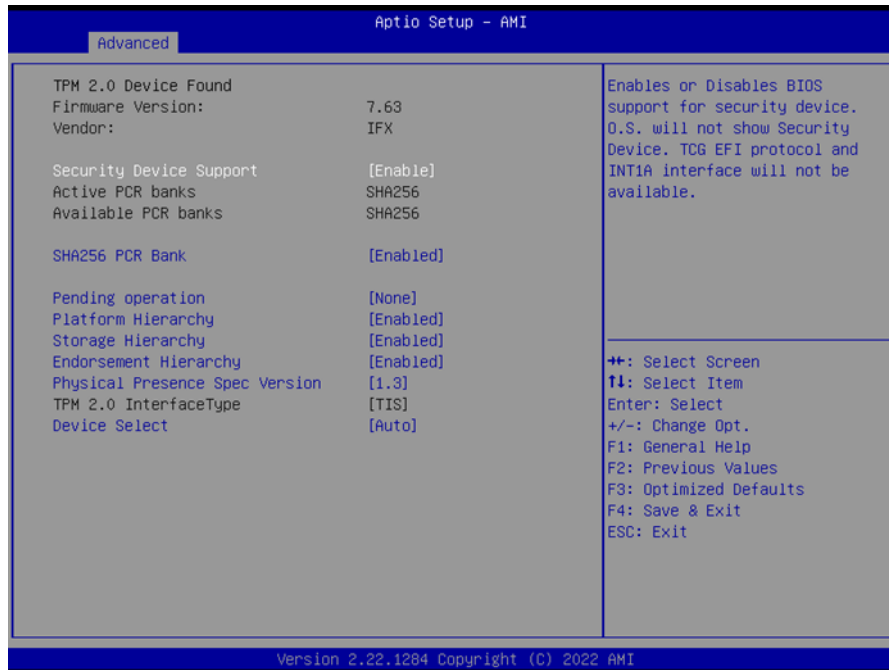 Aptio Setup - AMI
Advanced
TPM 2.0 Device Found
Firmware Version: 7.63
Vendor: IFX
Security Device Support [Enable]
Active PCR banks SHA256
Available PCR banks SHA256
SHA256 PCR Bank [Enabled]
Pending operation [None]
Platform Hierarchy [Enabled]
Storage Hierarchy [Enabled]
Endorsement Hierarchy [Enabled]
Physical Presence Spec Version [1.3]
TPM 2.0 InterfaceType [TIS]
Device Select [Auto]
Enables or Disables BIOS
support for security device.
O.S. will not show Security
Device. TCG EFI protocol and
INT1A interface will not be
available.
→←: Select Screen
↑↓: Select Item
Enter: Select
+/-: Change Opt.
F1: General Help
F2: Previous Values
F3: Optimized Defaults
F4: Save & Exit
ESC: Exit
Version 2.22.1284 Copyright (C) 2022 AMI